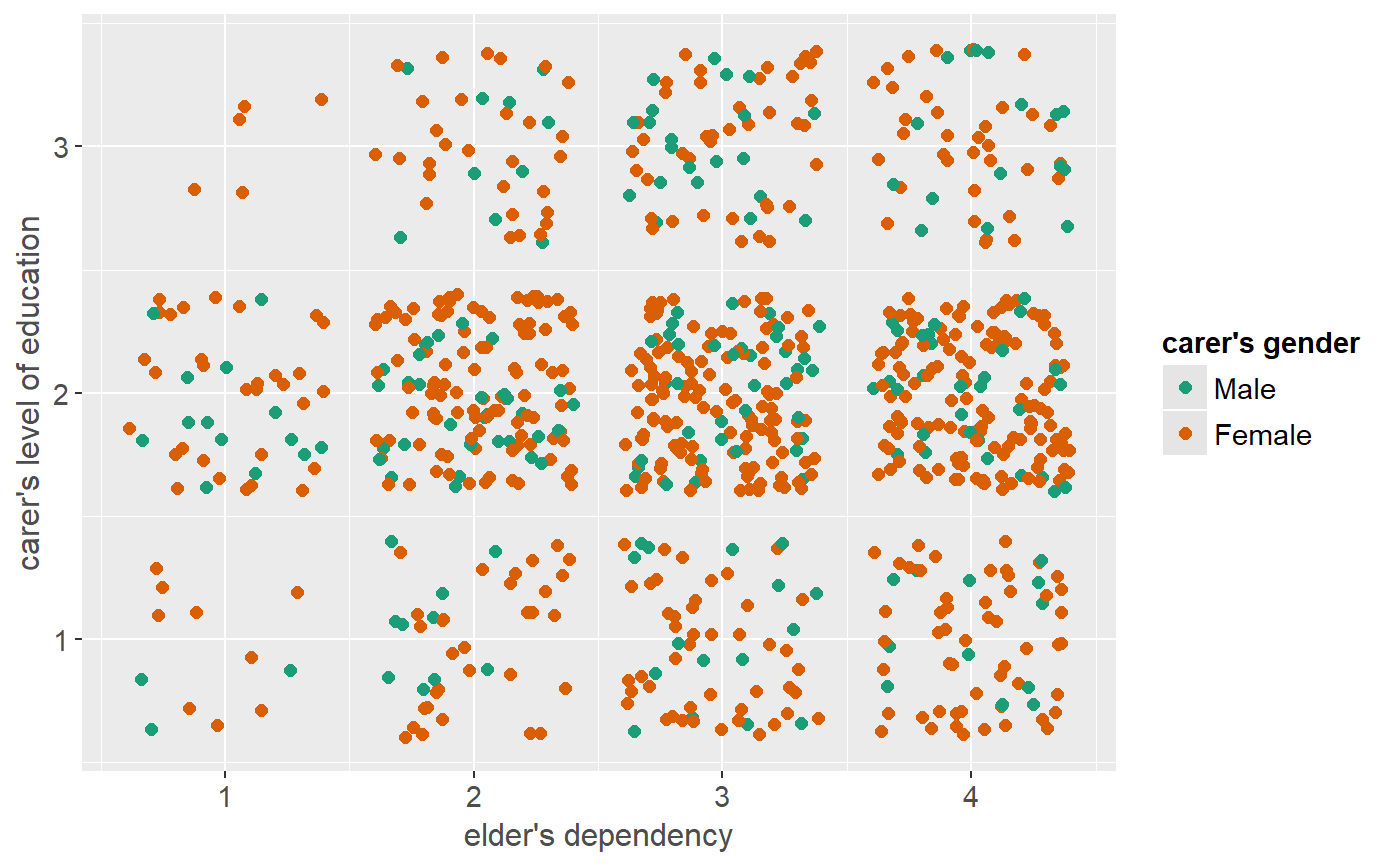 3
2
1
carer's level of education
1 2 3 4
elder's dependency
carer's gender
Male
Female